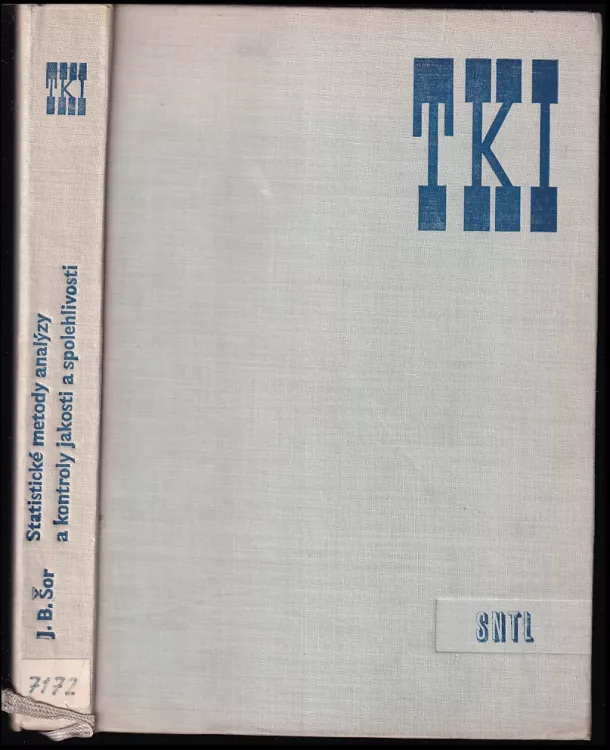 TKI
J. B. Šor
Statistické metody analýzy
a kontroly jakosti a spolehlivosti
7172
TKI
SNTL